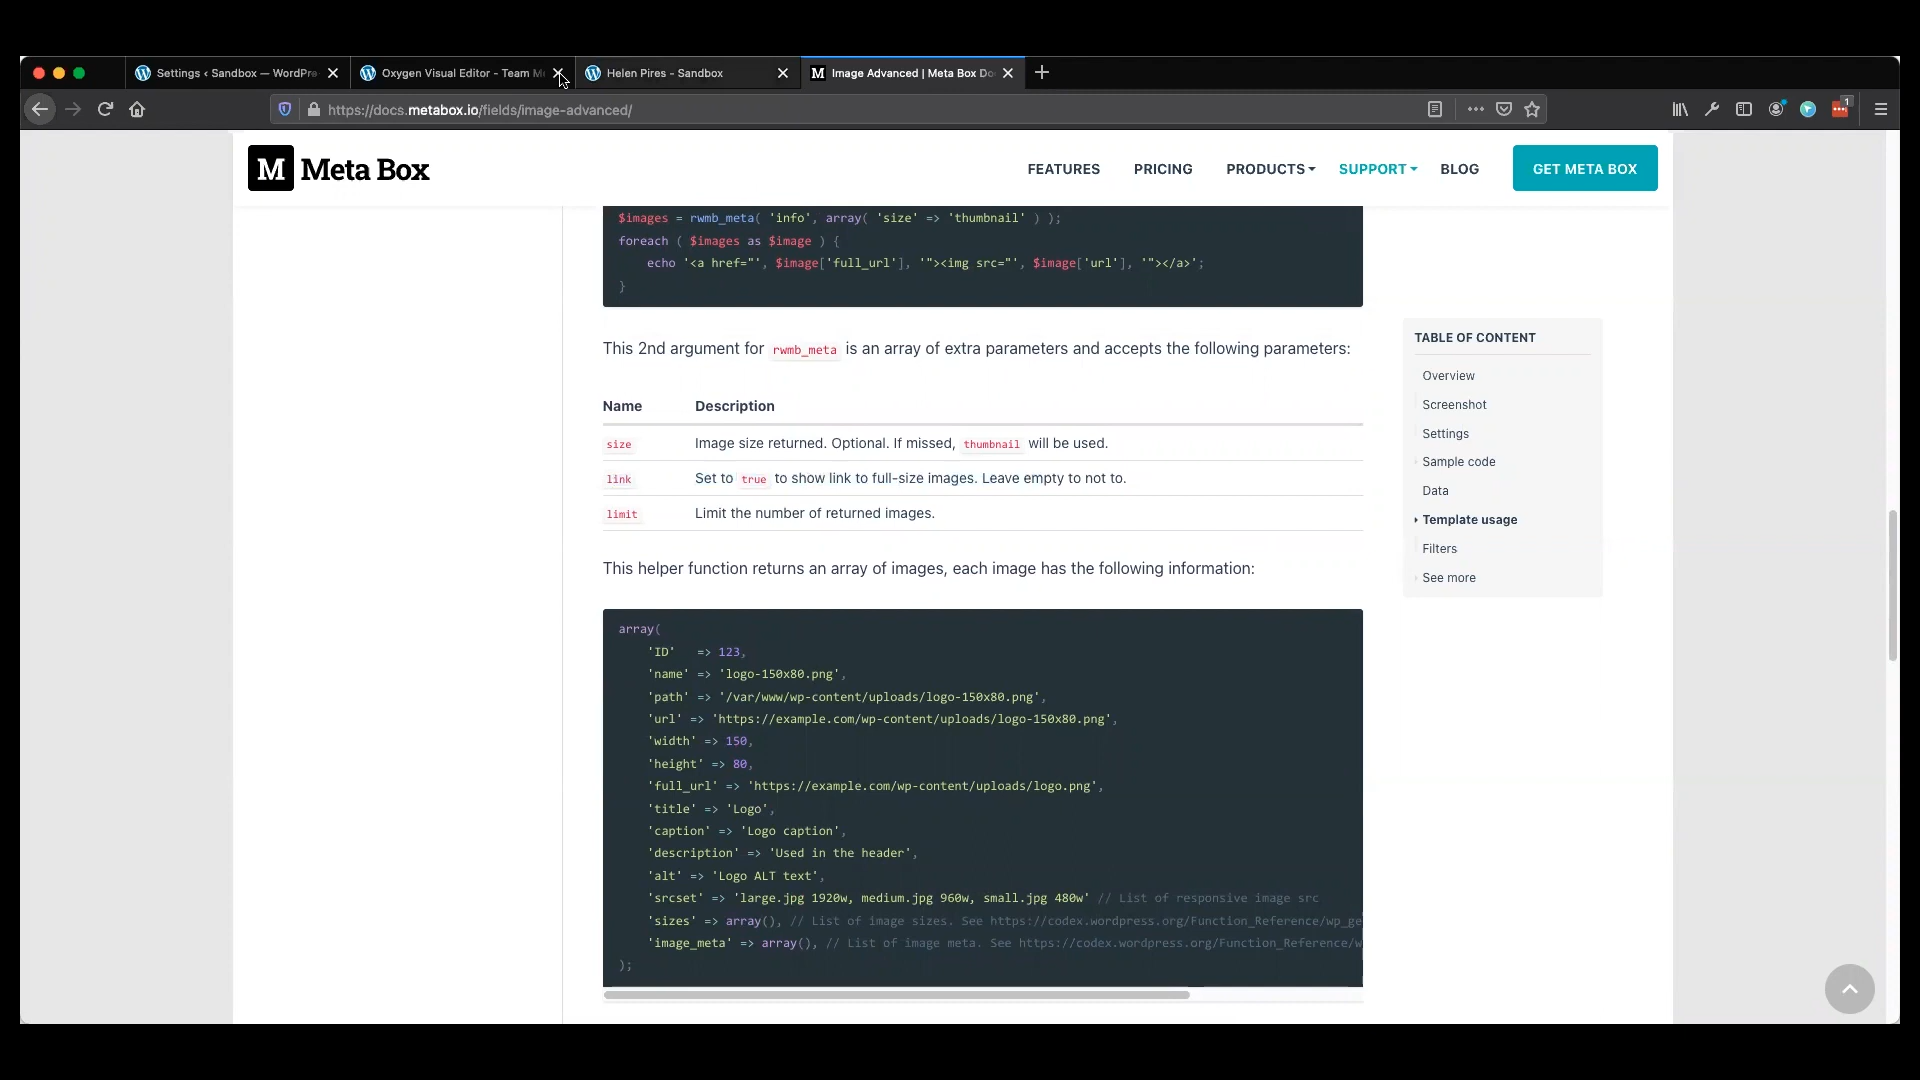 Settings ‹ Sandbox — WordPre
Oxygen Visual Editor - Team M
Helen Pires - Sandbox
M Image Advanced | Meta Box Do
https://docs.metabox.io/fields/image-advanced/
1
M Meta Box
FEATURES
PRICING
PRODUCTS
SUPPORT
BLOG
GET META BOX
$images = rwmb_meta( 'info', array( 'size' => 'thumbnail' ) );
foreach ( $images as $image ) {
echo '<a href="', $image['full_url'], '"><img src="', $image['url'], '"></a>';
}
This 2nd argument for rwmb_meta is an array of extra parameters and accepts the following parameters:
Name Description
size Image size returned. Optional. If missed, thumbnail will be used.
link Set to true to show link to full-size images. Leave empty to not to.
limit Limit the number of returned images.
This helper function returns an array of images, each image has the following information:
array(
'ID' => 123,
'name' => 'logo-150x80.png',
'path' => '/var/www/wp-content/uploads/logo-150x80.png',
'url' => 'https://example.com/wp-content/uploads/logo-150x80.png',
'width' => 150,
'height' => 80,
'full_url' => 'https://example.com/wp-content/uploads/logo.png',
'title' => 'Logo',
'caption' => 'Logo caption',
'description' => 'Used in the header',
'alt' => 'Logo ALT text',
'srcset' => 'large.jpg 1920w, medium.jpg 960w, small.jpg 480w' // List of responsive image src
'sizes' => array(), // List of image sizes. See https://codex.wordpress.org/Function_Reference/wp_ge
'image_meta' => array(), // List of image meta. See https://codex.wordpress.org/Function_Reference/w
);
TABLE OF CONTENT
Overview
Screenshot
Settings
Sample code
Data
Template usage
Filters
See more